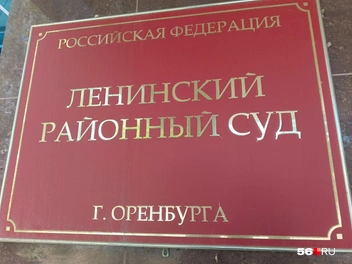 РОССИЙСКАЯ ФЕДЕРАЦИЯ
ЛЕНИНСКИЙ
РАЙОННЫЙ СУД
Г. ОРЕНБУРГА
56.RU